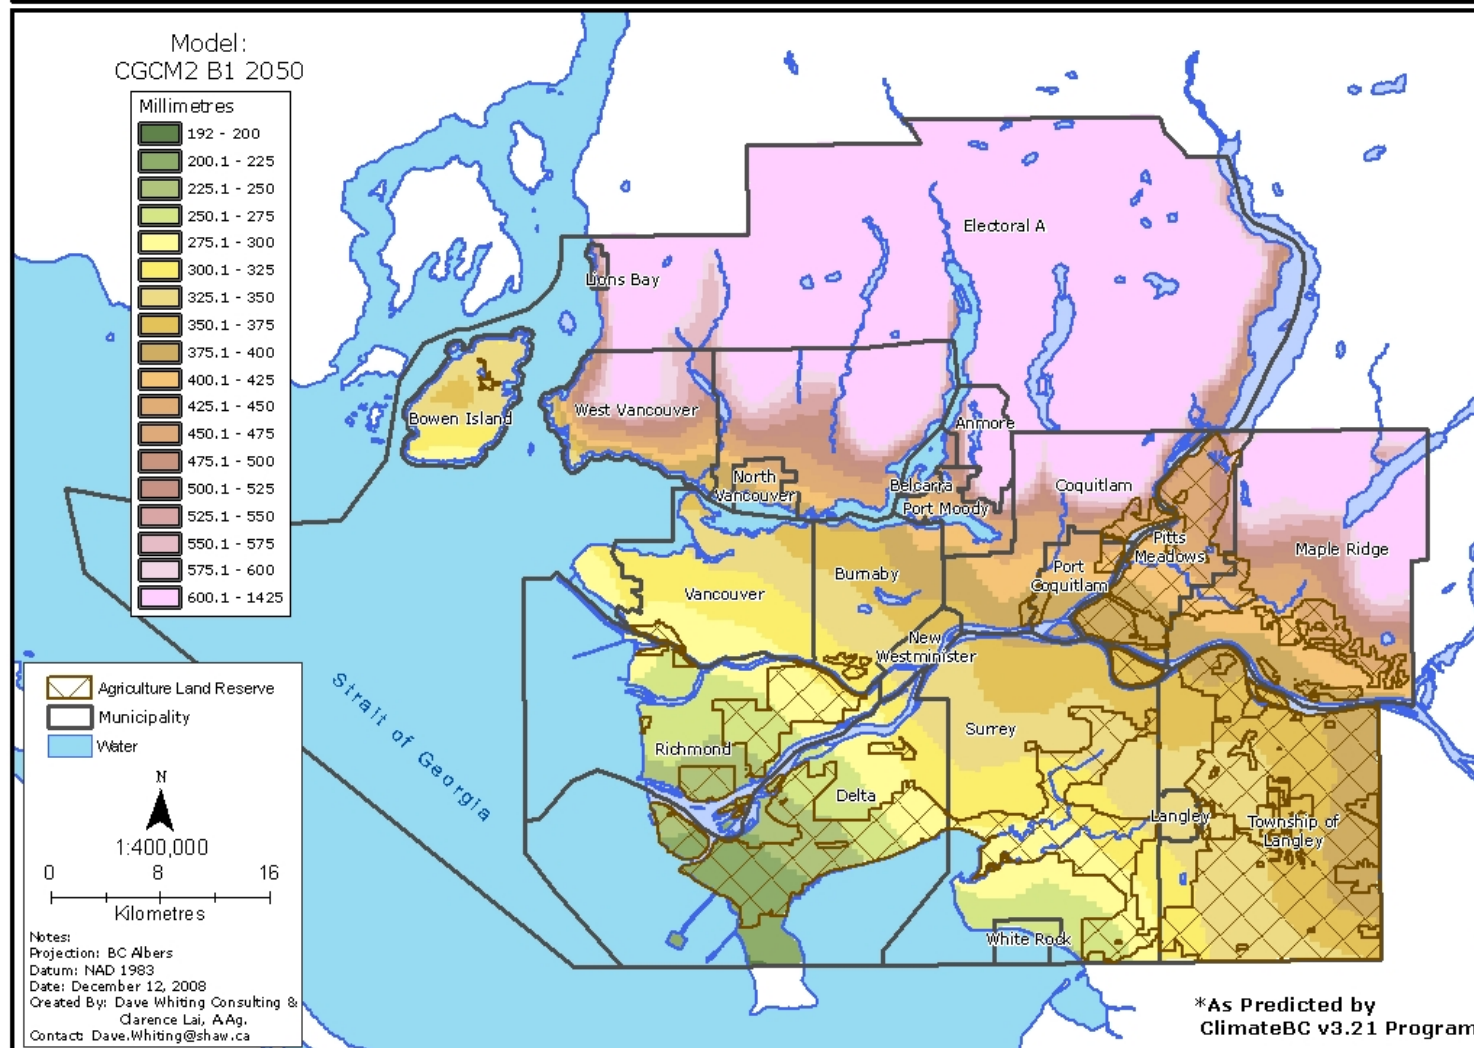 Model:
CGCM2 B1 2050
Millimetres
192 - 200
200.1 - 225
225.1 - 250
250.1 - 275
275.1 - 300
300.1 - 325
325.1 - 350
350.1 - 375
375.1 - 400
400.1 - 425
425.1 - 450
450.1 - 475
475.1 - 500
500.1 - 525
525.1 - 550
550.1 - 575
575.1 - 600
600.1 - 1425
Electoral A
Lions Bay
Bowen Island
West Vancouver
Anmore
North
Vancouver
Belcarra
Port Moody
Coquitlam
Pitts
Meadows
Maple Ridge
Port
Coquitlam
Burnaby
Vancouver
New
Westminister
Strait of Georgia
Richmond
Surrey
Delta
Langley
Township of
Langley
White Rock
Agriculture Land Reserve
Municipality
Water
N
1:400,000
0 8 16
Kilometres
Notes:
Projection: BC Albers
Datum: NAD 1983
Date: December 12, 2008
Created By: Dave Whiting Consulting &
Clarence Lai, A.Ag.
Contact: Dave.Whiting@shaw.ca
*As Predicted by
ClimateBC v3.21 Program